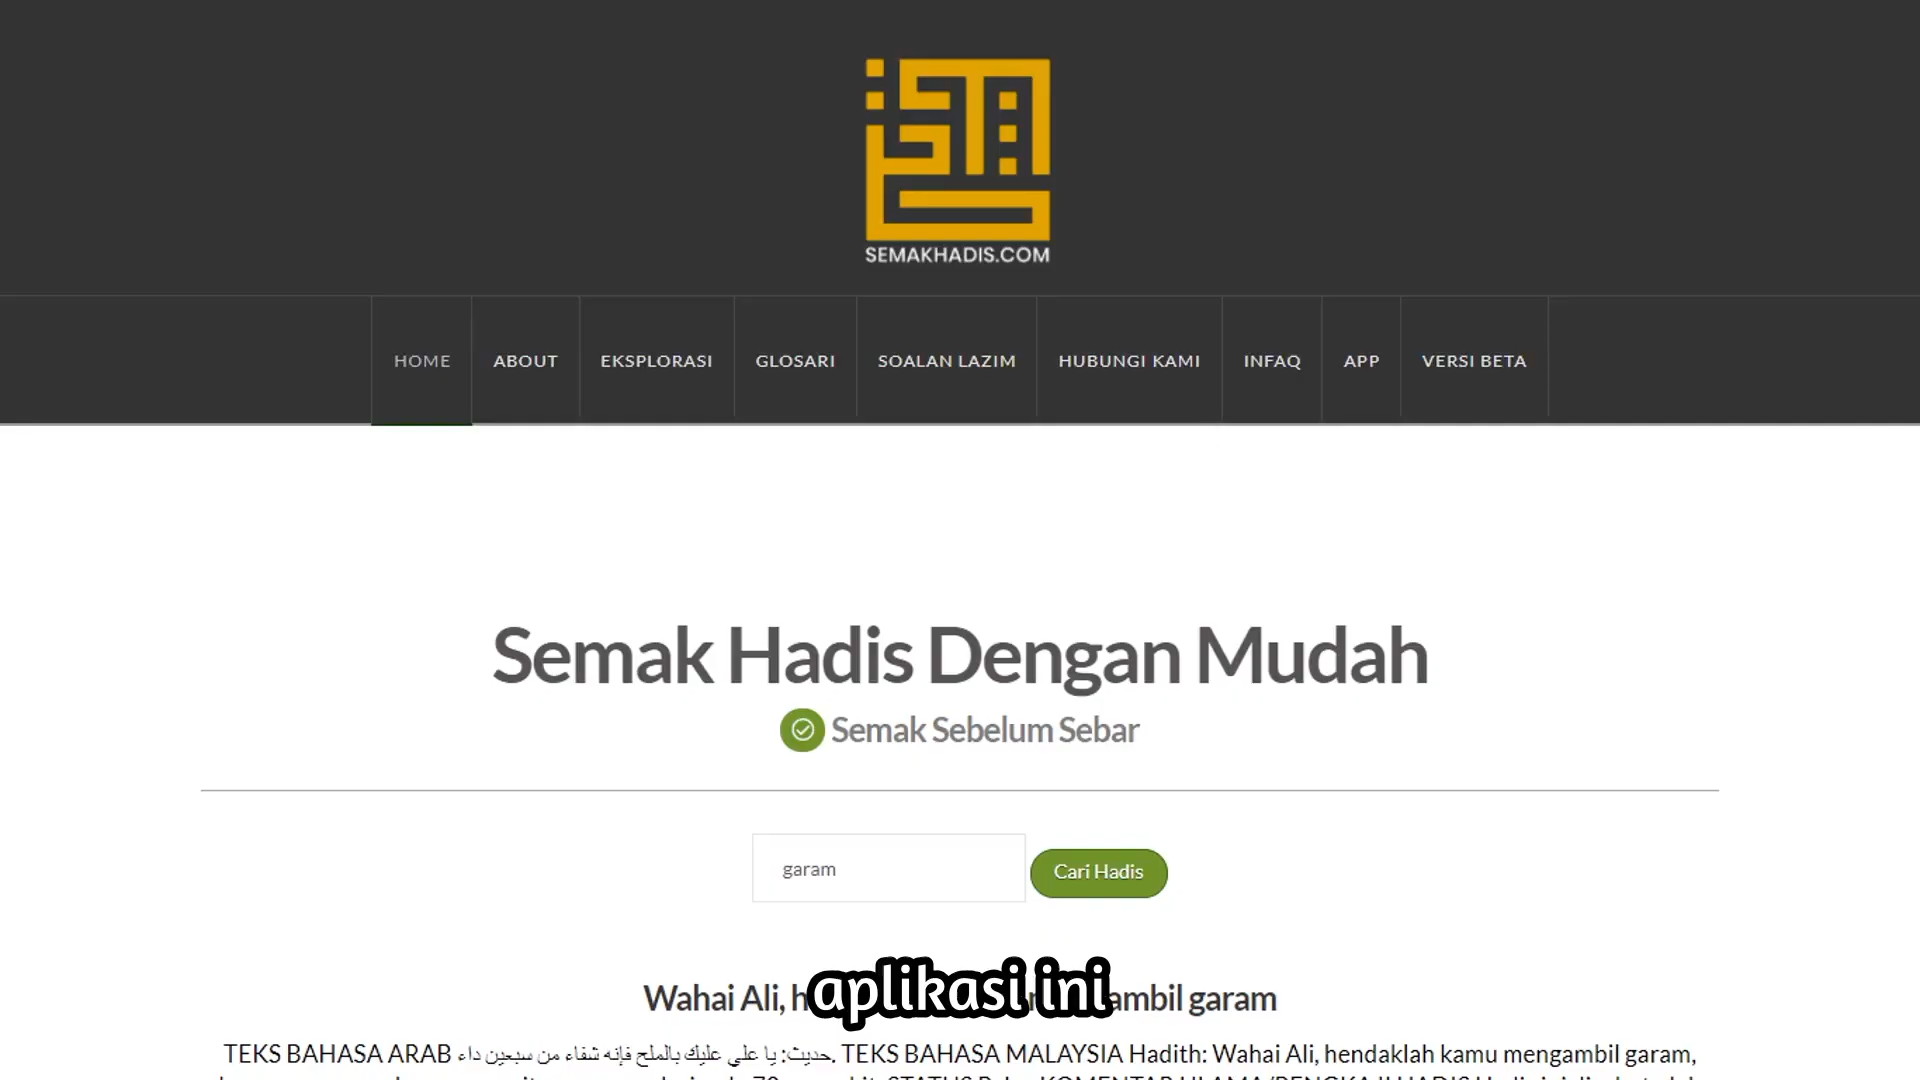 SEMAKHADIS.COM
HOME ABOUT EKSPLORASI GLOSARI SOALAN LAZIM HUBUNGI KAMI INFAQ APP VERSI BETA
Semak Hadis Dengan Mudah
Semak Sebelum Sebar
garam Cari Hadis
Wahai Ali, ambil garam
aplikasi ini
TEKS BAHASA ARAB حديث: يا علي عليك بالملح فإنه شفاء من سبعين داء. TEKS BAHASA MALAYSIA Hadith: Wahai Ali, hendaklah kamu mengambil garam,